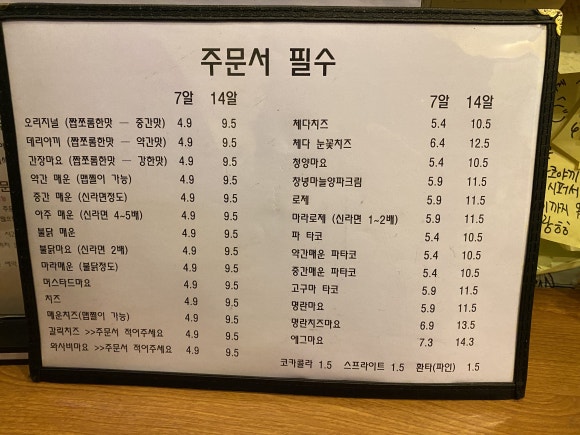 주문서 필수
7알 14알
오리지널 (짭쪼름한맛 — 중간맛) 4.9 9.5
데리야끼 (짭쪼름한맛 — 약간맛) 4.9 9.5
간장마요 (짭쪼름한맛 — 강한맛) 4.9 9.5
약간 매운 (맵찔이 가능) 4.9 9.5
중간 매운 (신라면정도) 4.9 9.5
아주 매운 (신라면 4~5배) 4.9 9.5
불닭 매운 4.9 9.5
불닭마요 (신라면 2배) 4.9 9.5
마라매운 (불닭정도) 4.9 9.5
머스타드마요 4.9 9.5
치즈 4.9 9.5
매운치즈(맵찔이 가능) 4.9 9.5
갈릭치즈 >>주문서 적어주세요 4.9 9.5
와사비마요 >>주문서 적어주세요 4.9 9.5
7알 14알
체다치즈 5.4 10.5
체다 눈꽃치즈 6.4 12.5
청양마요 5.4 10.5
창녕마늘양파크림 5.9 11.5
로제 5.9 11.5
마라로제 (신라면 1~2배) 5.9 11.5
파 타코 5.4 10.5
약간매운 파타코 5.4 10.5
중간매운 파타코 5.4 10.5
고구마 타코 5.9 11.5
명란마요 5.9 11.5
명란치즈마요 6.9 13.5
에그마요 7.3 14.3
코카콜라 1.5 스프라이트 1.5 환타(파인) 1.5